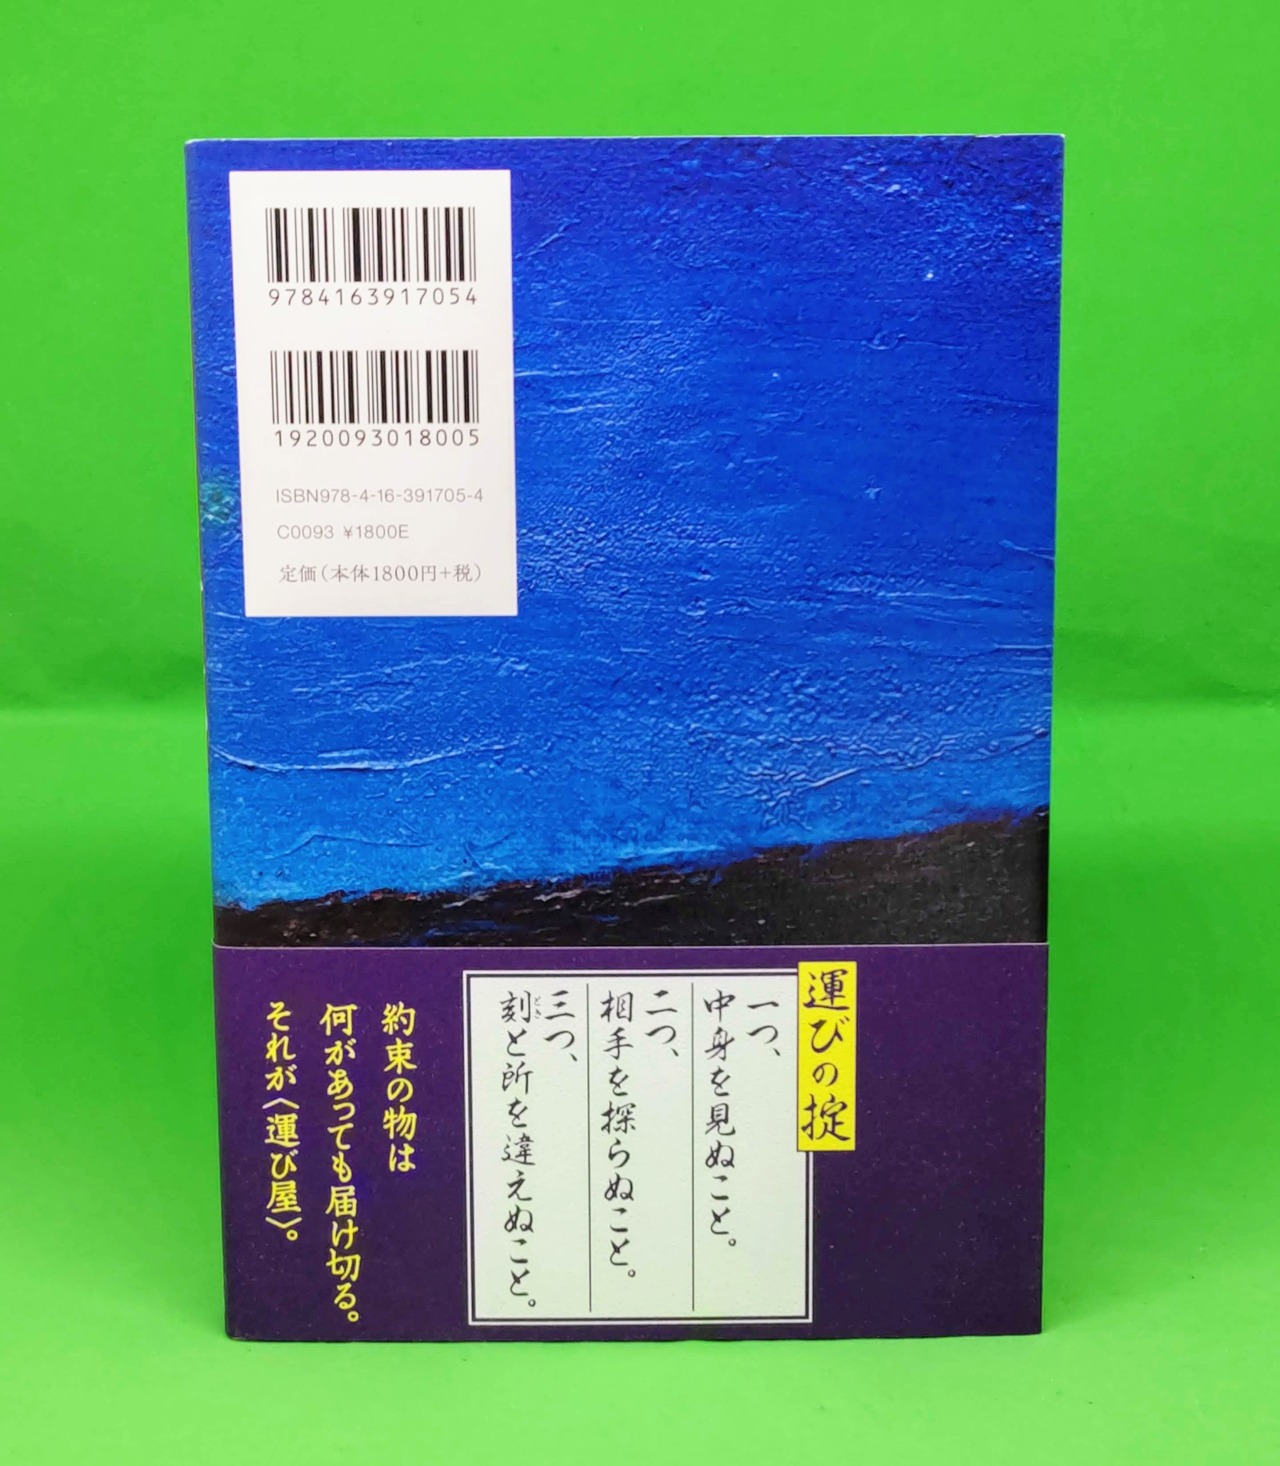 9784163917054
1920093018005
ISBN978-4-16-391705-4
C0093 ¥1800E
定価(本体1800円+税)
運びの掟
一つ、
中身を見ぬこと。
二つ、
相手を探らぬこと。
三つ、
刻と所を違えぬこと。
とき
約束の物は
何があっても届け切る。
それが〈運び屋〉。